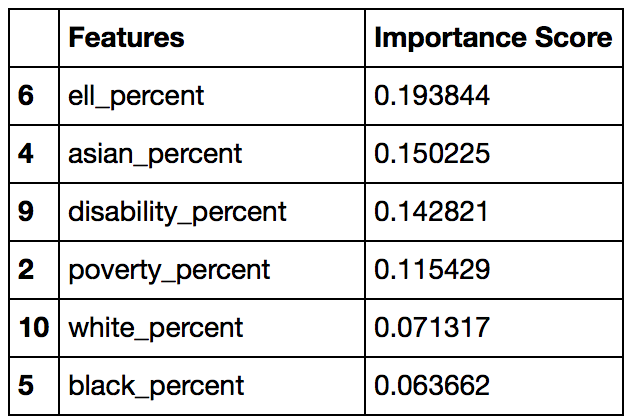 Features Importance Score
6 ell_percent 0.193844
4 asian_percent 0.150225
9 disability_percent 0.142821
2 poverty_percent 0.115429
10 white_percent 0.071317
5 black_percent 0.063662